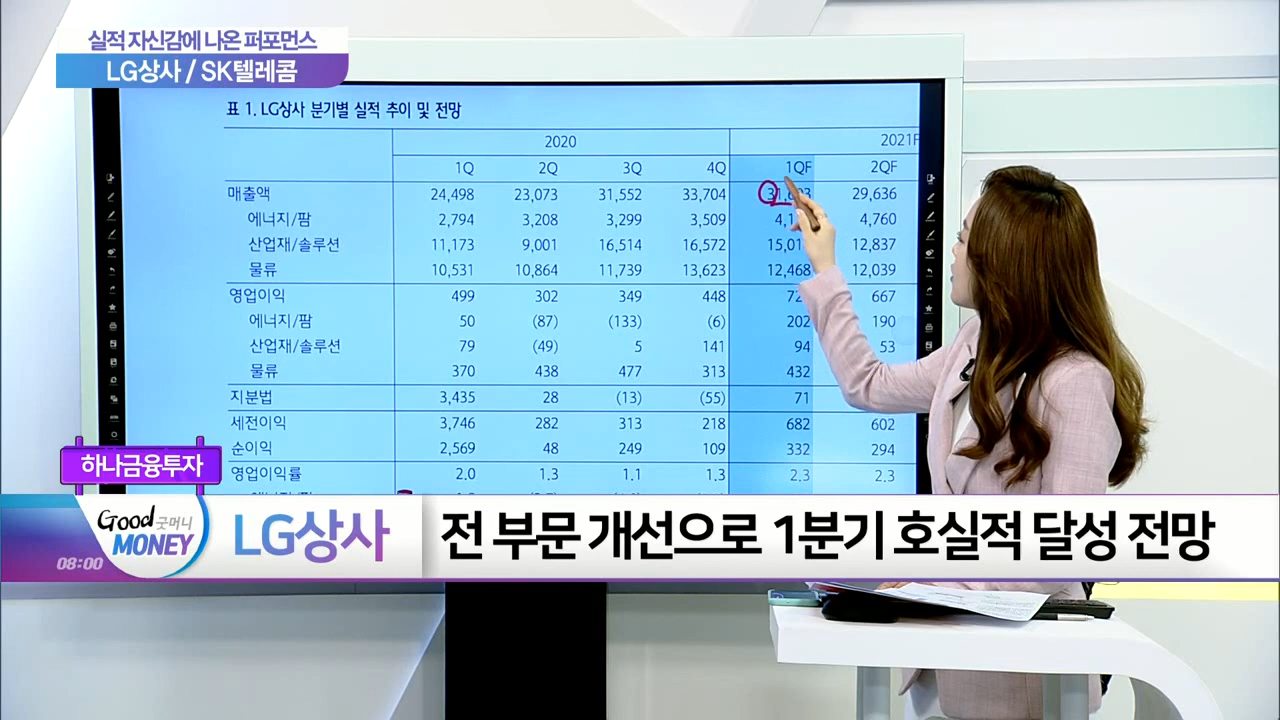 실적 자신감에 나온 퍼포먼스
LG상사 / SK텔레콤
표 1. LG상사 분기별 실적 추이 및 전망
2020 2021F
1Q 2Q 3Q 4Q 1QF 2QF
매출액 24,498 23,073 31,552 33,704 29,636
에너지/팜 2,794 3,208 3,299 3,509 4,760
산업재/솔루션 11,173 9,001 16,514 16,572 12,837
물류 10,531 10,864 11,739 13,623 12,468 12,039
영업이익 499 302 349 448 667
에너지/팜 50 (87) (133) (6) 202 190
산업재/솔루션 79 (49) 5 141 94 53
물류 370 438 477 313 432
지분법 3,435 28 (13) (55) 71
세전이익 3,746 282 313 218 682 602
순이익 2,569 48 249 109 332 294
영업이익률 2.0 1.3 1.1 1.3 2.3 2.3
하나금융투자
Good 굿머니
MONEY
08:00
LG상사
전 부문 개선으로 1분기 호실적 달성 전망